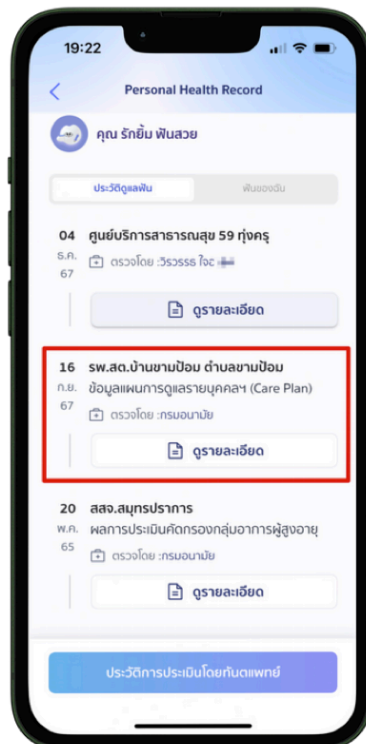 19:22
Personal Health Record
คุณ รักยิ้ม ฟันสวย
ประวัติดูแลฟัน
ฟันของฉัน
04 ศูนย์บริการสาธารณสุข 59 ทุ่งครุ
ธ.ค.
67
ตรวจโดย :วิรวรรธ ใจ
ดูรายละเอียด
16 รพ.สต.บ้านขามป้อม ตำบลขามป้อม
ก.ย. ข้อมูลแผนการดูแลรายบุคคลฯ (Care Plan)
67
ตรวจโดย :กรมอนามัย
ดูรายละเอียด
20 สสจ.สมุทรปราการ
พ.ค. ผลการประเมินคัดกรองกลุ่มอาการผู้สูงอายุ
65
ตรวจโดย :กรมอนามัย
ดูรายละเอียด
ประวัติการประเมินโดยทันตแพทย์